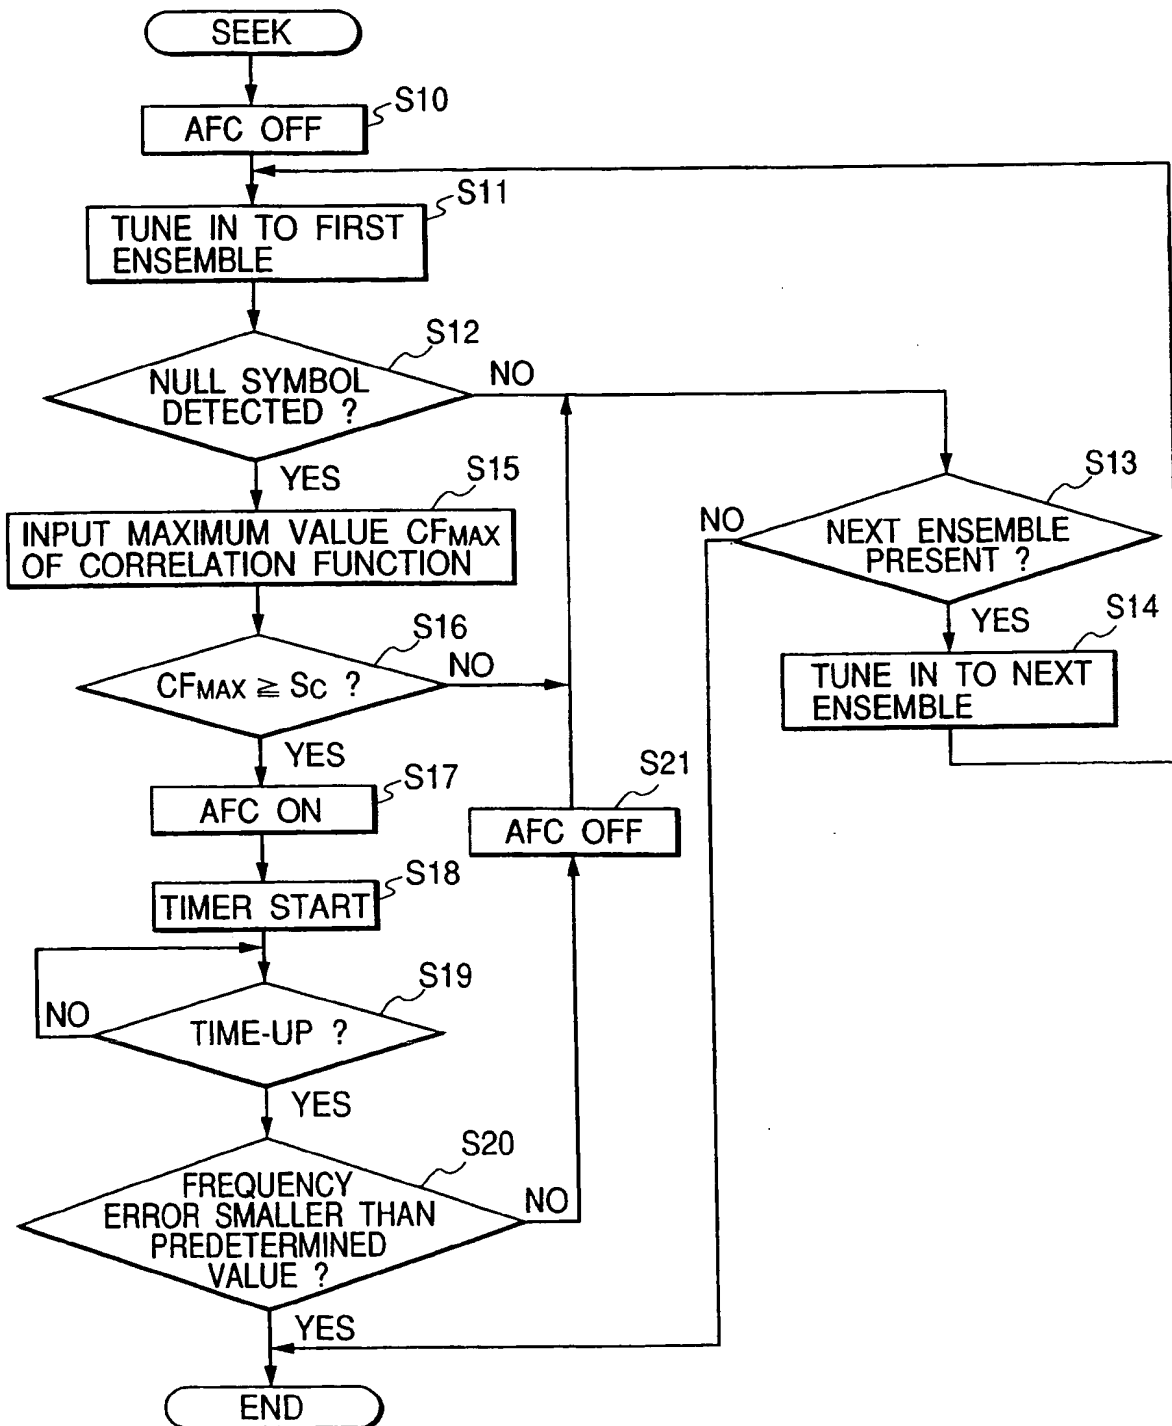 SEEK
S10
AFC OFF
S11
TUNE IN TO FIRST
ENSEMBLE
S12
NULL SYMBOL
DETECTED ?
NO
YES
S13
NEXT ENSEMBLE
PRESENT ?
NO
YES
S14
TUNE IN TO NEXT
ENSEMBLE
S15
INPUT MAXIMUM VALUE CFMAX
OF CORRELATION FUNCTION
S16
CFMAX ≧ SC ?
NO
YES
S17
AFC ON
S21
AFC OFF
S18
TIMER START
S19
TIME-UP ?
NO
YES
S20
FREQUENCY
ERROR SMALLER THAN
PREDETERMINED
VALUE ?
NO
YES
END